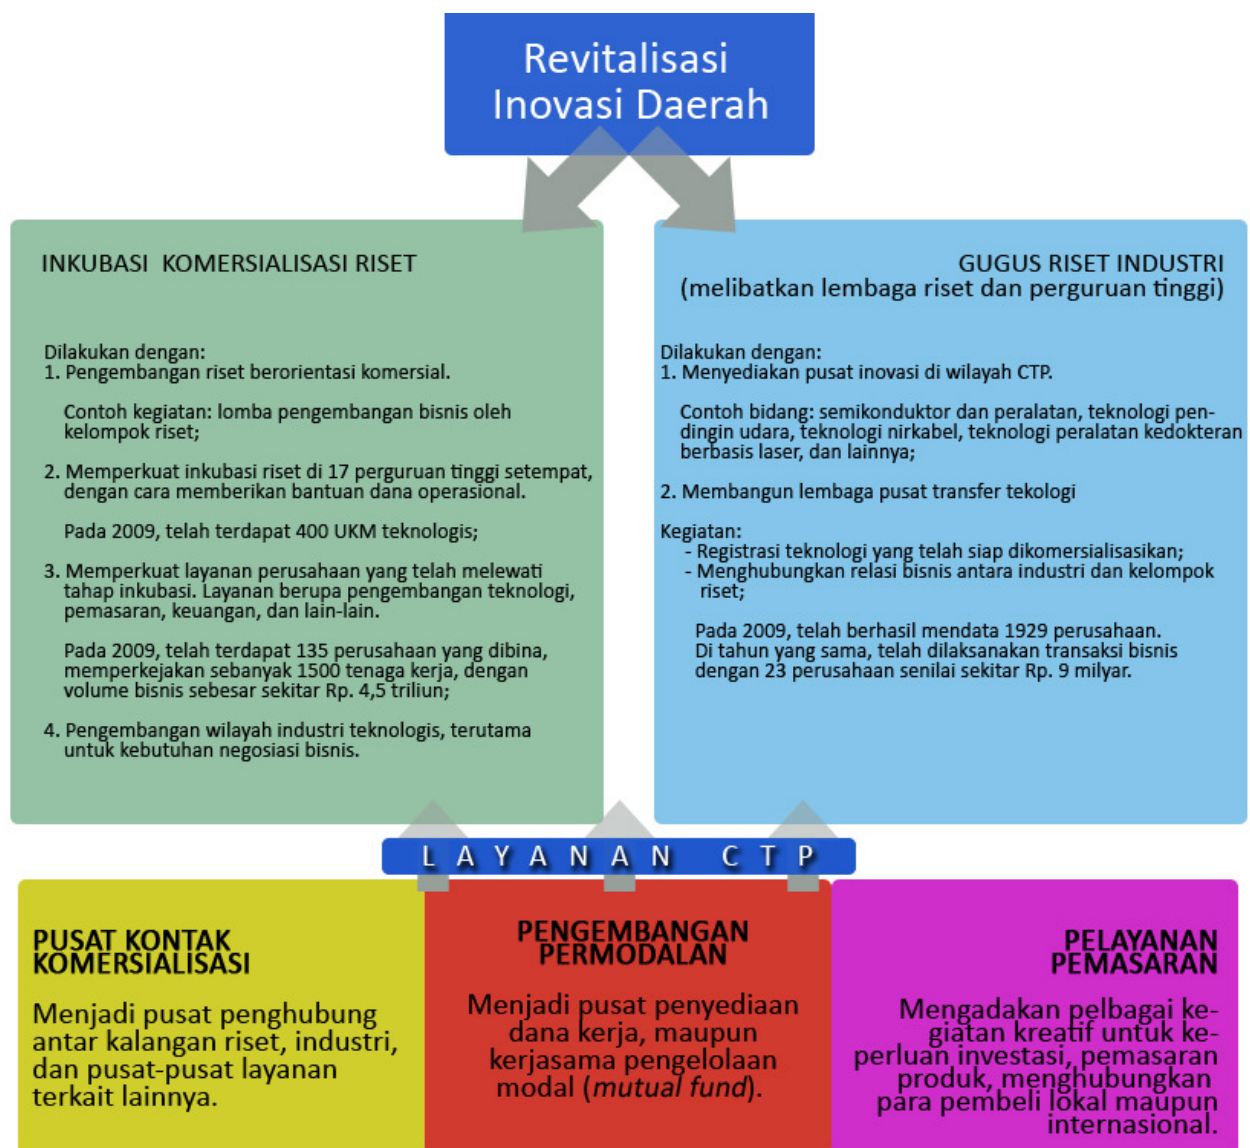 Revitalisasi
Inovasi Daerah
INKUBASI KOMERSIALISASI RISET
Dilakukan dengan:
1. Pengembangan riset berorientasi komersial.
Contoh kegiatan: lomba pengembangan bisnis oleh
kelompok riset;
2. Memperkuat inkubasi riset di 17 perguruan tinggi setempat,
dengan cara memberikan bantuan dana operasional.
Pada 2009, telah terdapat 400 UKM teknologis;
3. Memperkuat layanan perusahaan yang telah melewati
tahap inkubasi. Layanan berupa pengembangan teknologi,
pemasaran, keuangan, dan lain-lain.
Pada 2009, telah terdapat 135 perusahaan yang dibina,
memperkejakan sebanyak 1500 tenaga kerja, dengan
volume bisnis sebesar sekitar Rp. 4,5 triliun;
4. Pengembangan wilayah industri teknologis, terutama
untuk kebutuhan negosiasi bisnis.
GUGUS RISET INDUSTRI
(melibatkan lembaga riset dan perguruan tinggi)
Dilakukan dengan:
1. Menyediakan pusat inovasi di wilayah CTP.
Contoh bidang: semikonduktor dan peralatan, teknologi pen-
dingin udara, teknologi nirkabel, teknologi peralatan kedokteran
berbasis laser, dan lainnya;
2. Membangun lembaga pusat transfer tekologi
Kegiatan:
- Registrasi teknologi yang telah siap dikomersialisasikan;
- Menghubungkan relasi bisnis antara industri dan kelompok
riset;
Pada 2009, telah berhasil mendata 1929 perusahaan.
Di tahun yang sama, telah dilaksanakan transaksi bisnis
dengan 23 perusahaan senilai sekitar Rp. 9 milyar.
LAYANAN CTP
PUSAT KONTAK
KOMERSIALISASI
Menjadi pusat penghubung
antar kalangan riset, industri,
dan pusat-pusat layanan
terkait lainnya.
PENGEMBANGAN
PERMODALAN
Menjadi pusat penyediaan
dana kerja, maupun
kerjasama pengelolaan
modal (mutual fund).
PELAYANAN
PEMASARAN
Mengadakan pelbagai ke-
giatan kreatif untuk ke-
perluan investasi, pemasaran
produk, menghubungkan
para pembeli lokal maupun
internasional.